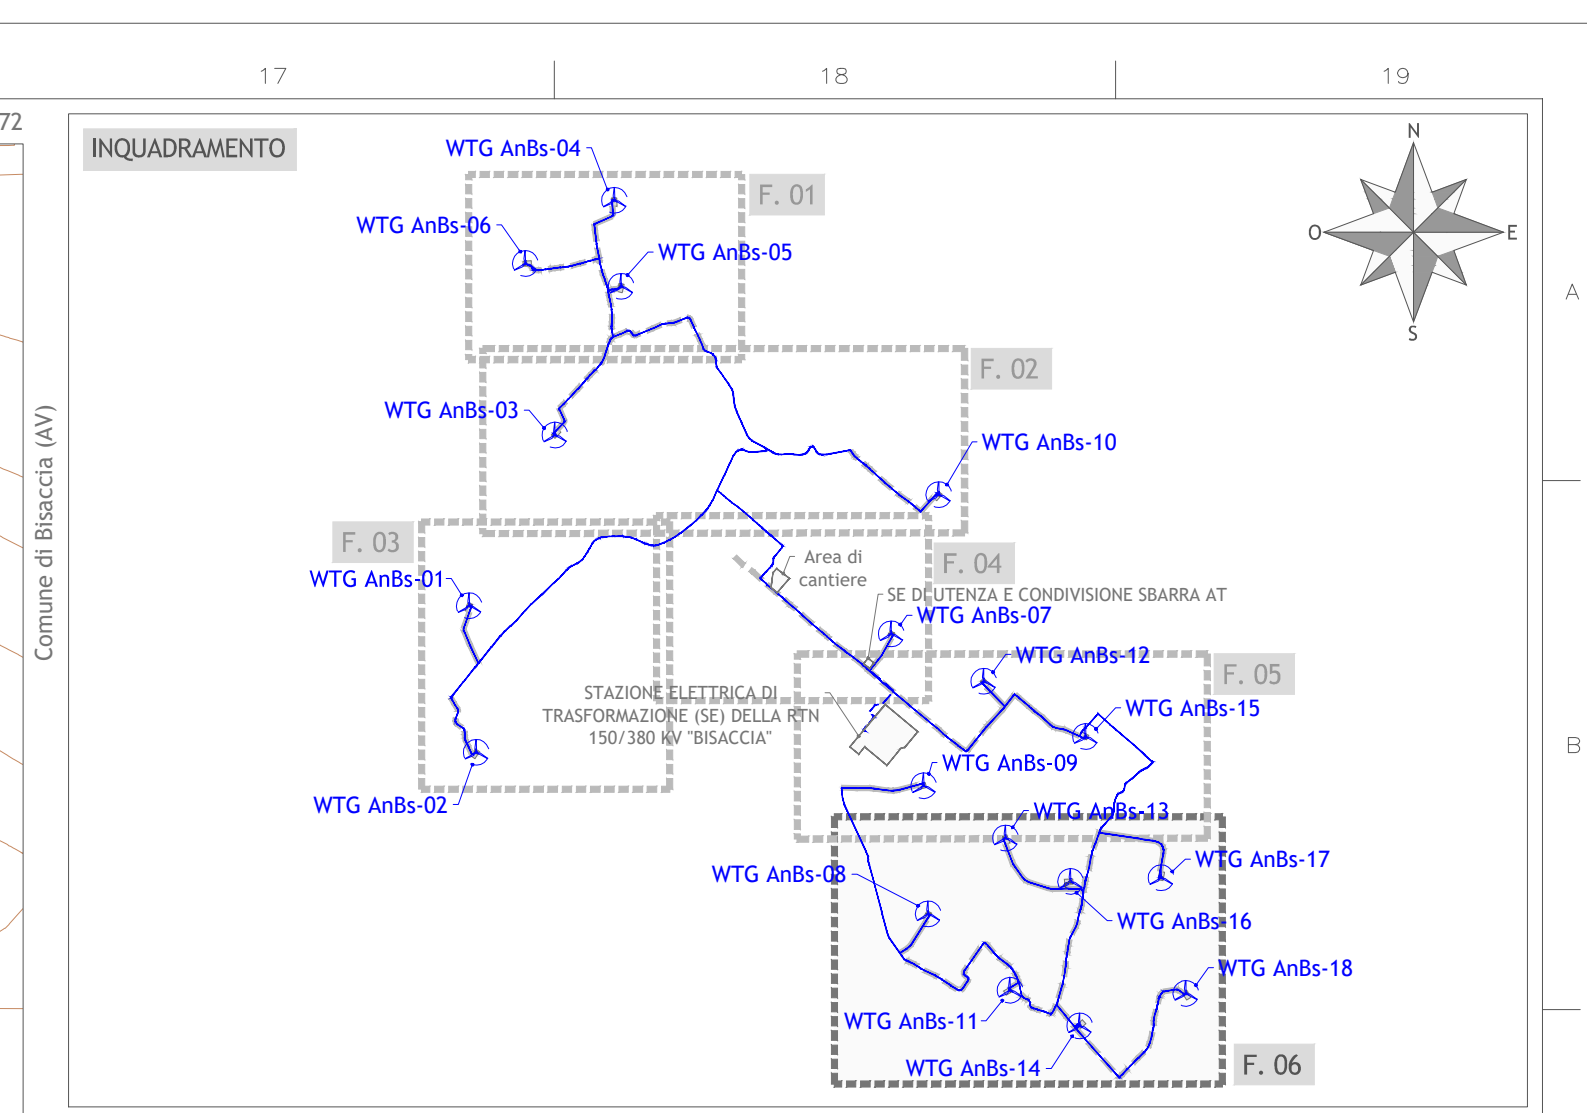 17
18
19
72
INQUADRAMENTO
WTG AnBs-04
N
F. 01
WTG AnBs-06
O
E
WTG AnBs-05
A
S
F. 02
WTG AnBs-03
WTG AnBs-10
Comune di Bisaccia (AV)
F. 03
Area di
cantiere
F. 04
WTG AnBs-01
SE DI UTENZA E CONDIVISIONE SBARRA AT
WTG AnBs-07
WTG AnBs-12
F. 05
STAZIONE ELETTRICA DI
TRASFORMAZIONE (SE) DELLA RTN
150/380 KV "BISACCIA"
WTG AnBs-15
B
WTG AnBs-09
WTG AnBs-02
WTG AnBs-13
WTG AnBs-17
WTG AnBs-08
WTG AnBs-16
WTG AnBs-18
WTG AnBs-11
WTG AnBs-14
F. 06